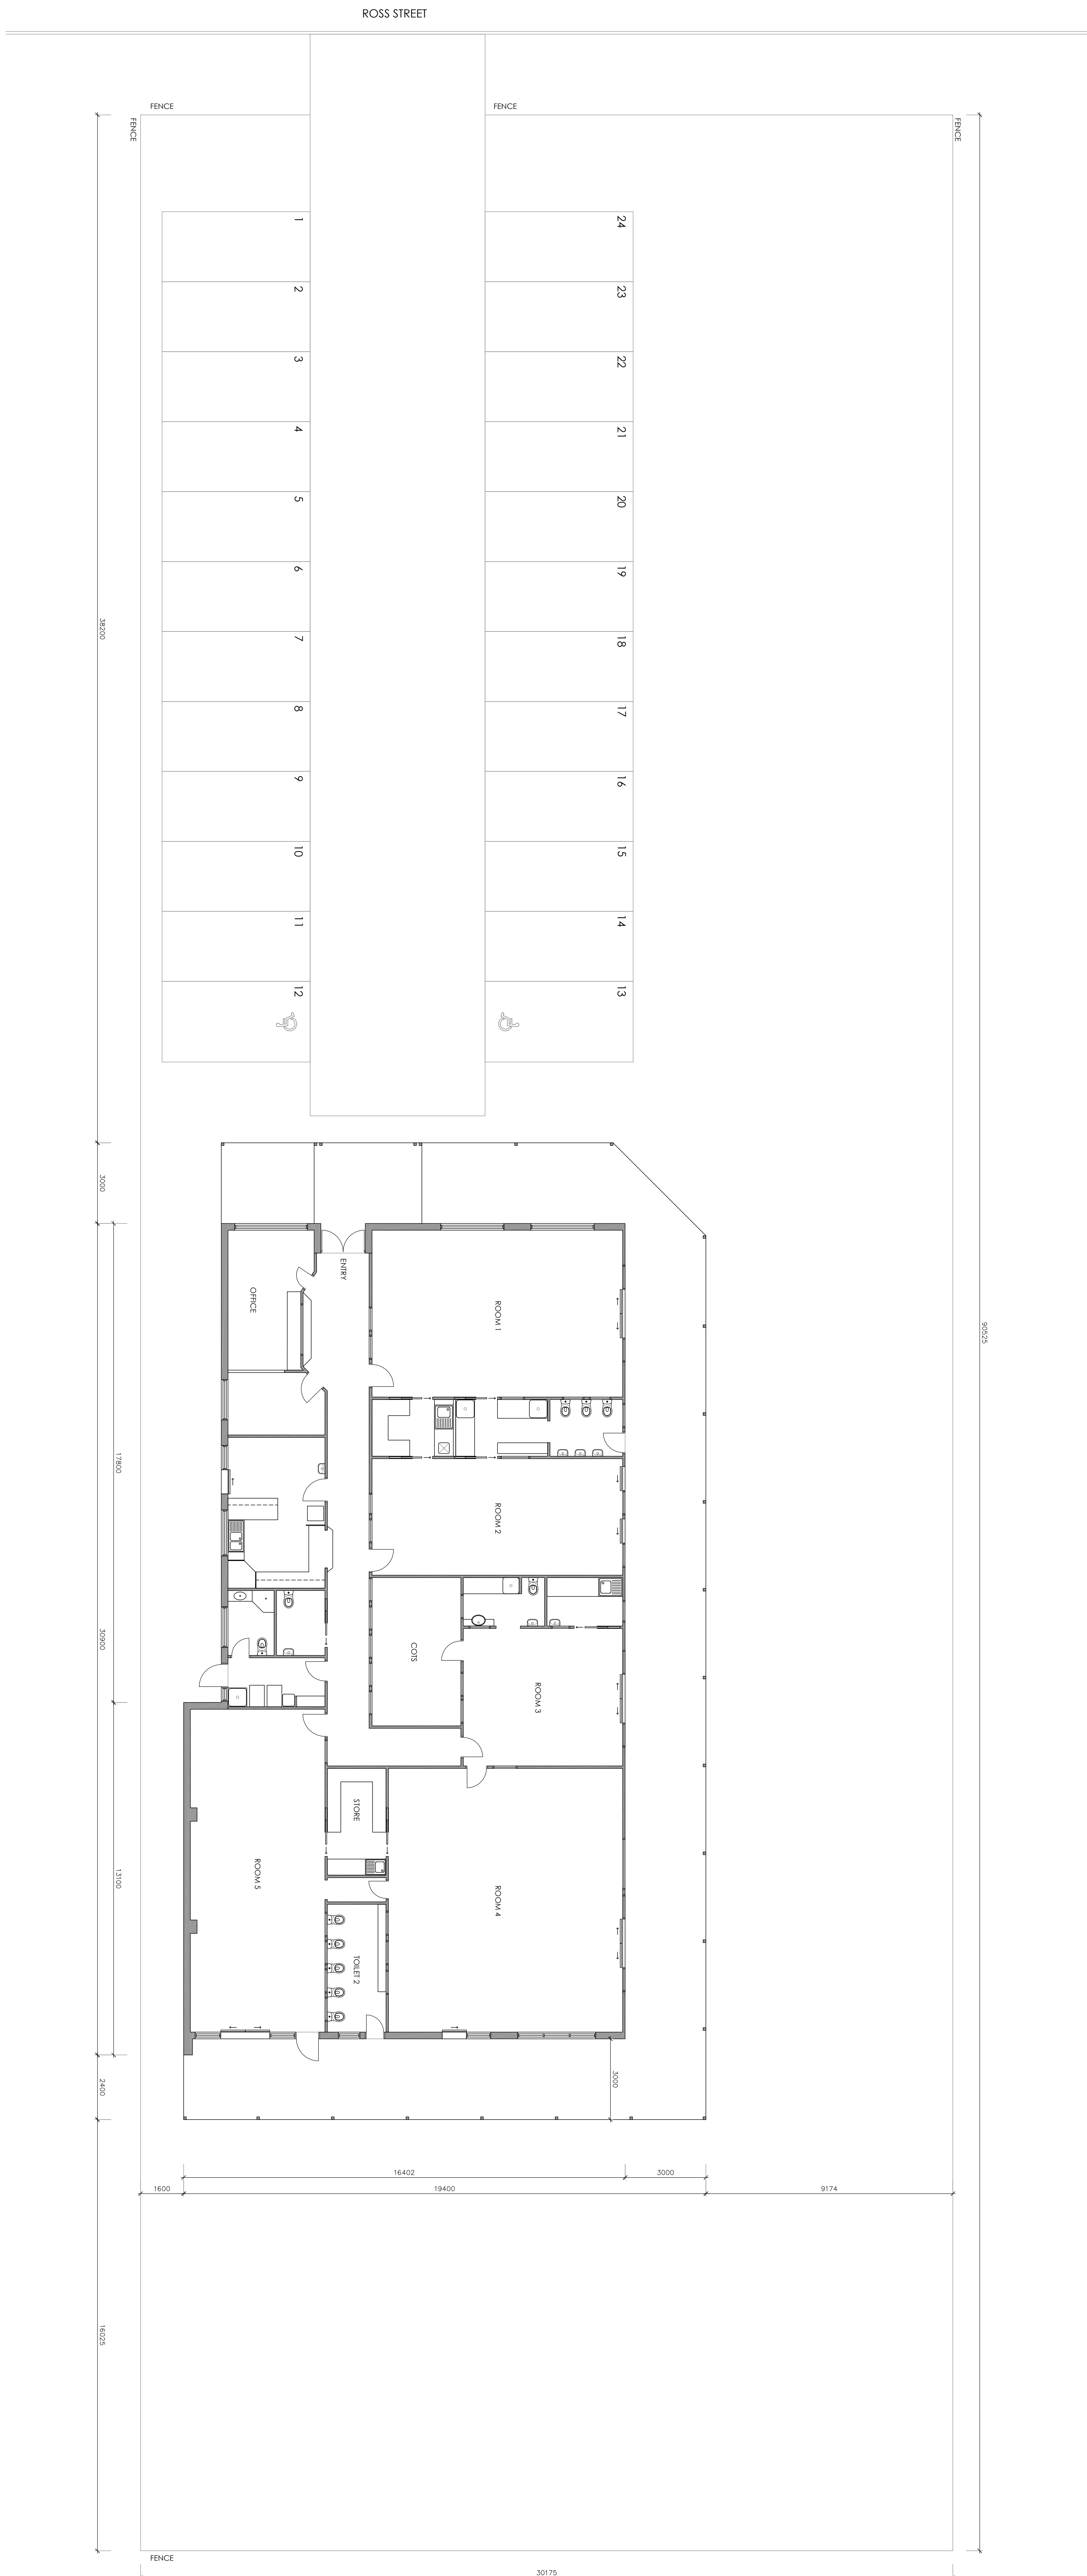 ROSS STREET
FENCE
FENCE
FENCE
FENCE
1
24
2
23
3
22
4
21
5
20
6
19
38200
7
18
8
17
9
16
10
15
11
14
12
13
3000
ENTRY
OFFICE
ROOM 1
90525
17800
ROOM 2
30900
COTS
ROOM 3
STORE
13100
ROOM 5
ROOM 4
TOILET 2
2400
3000
16402
3000
1600
19400
9174
16025
FENCE
30175